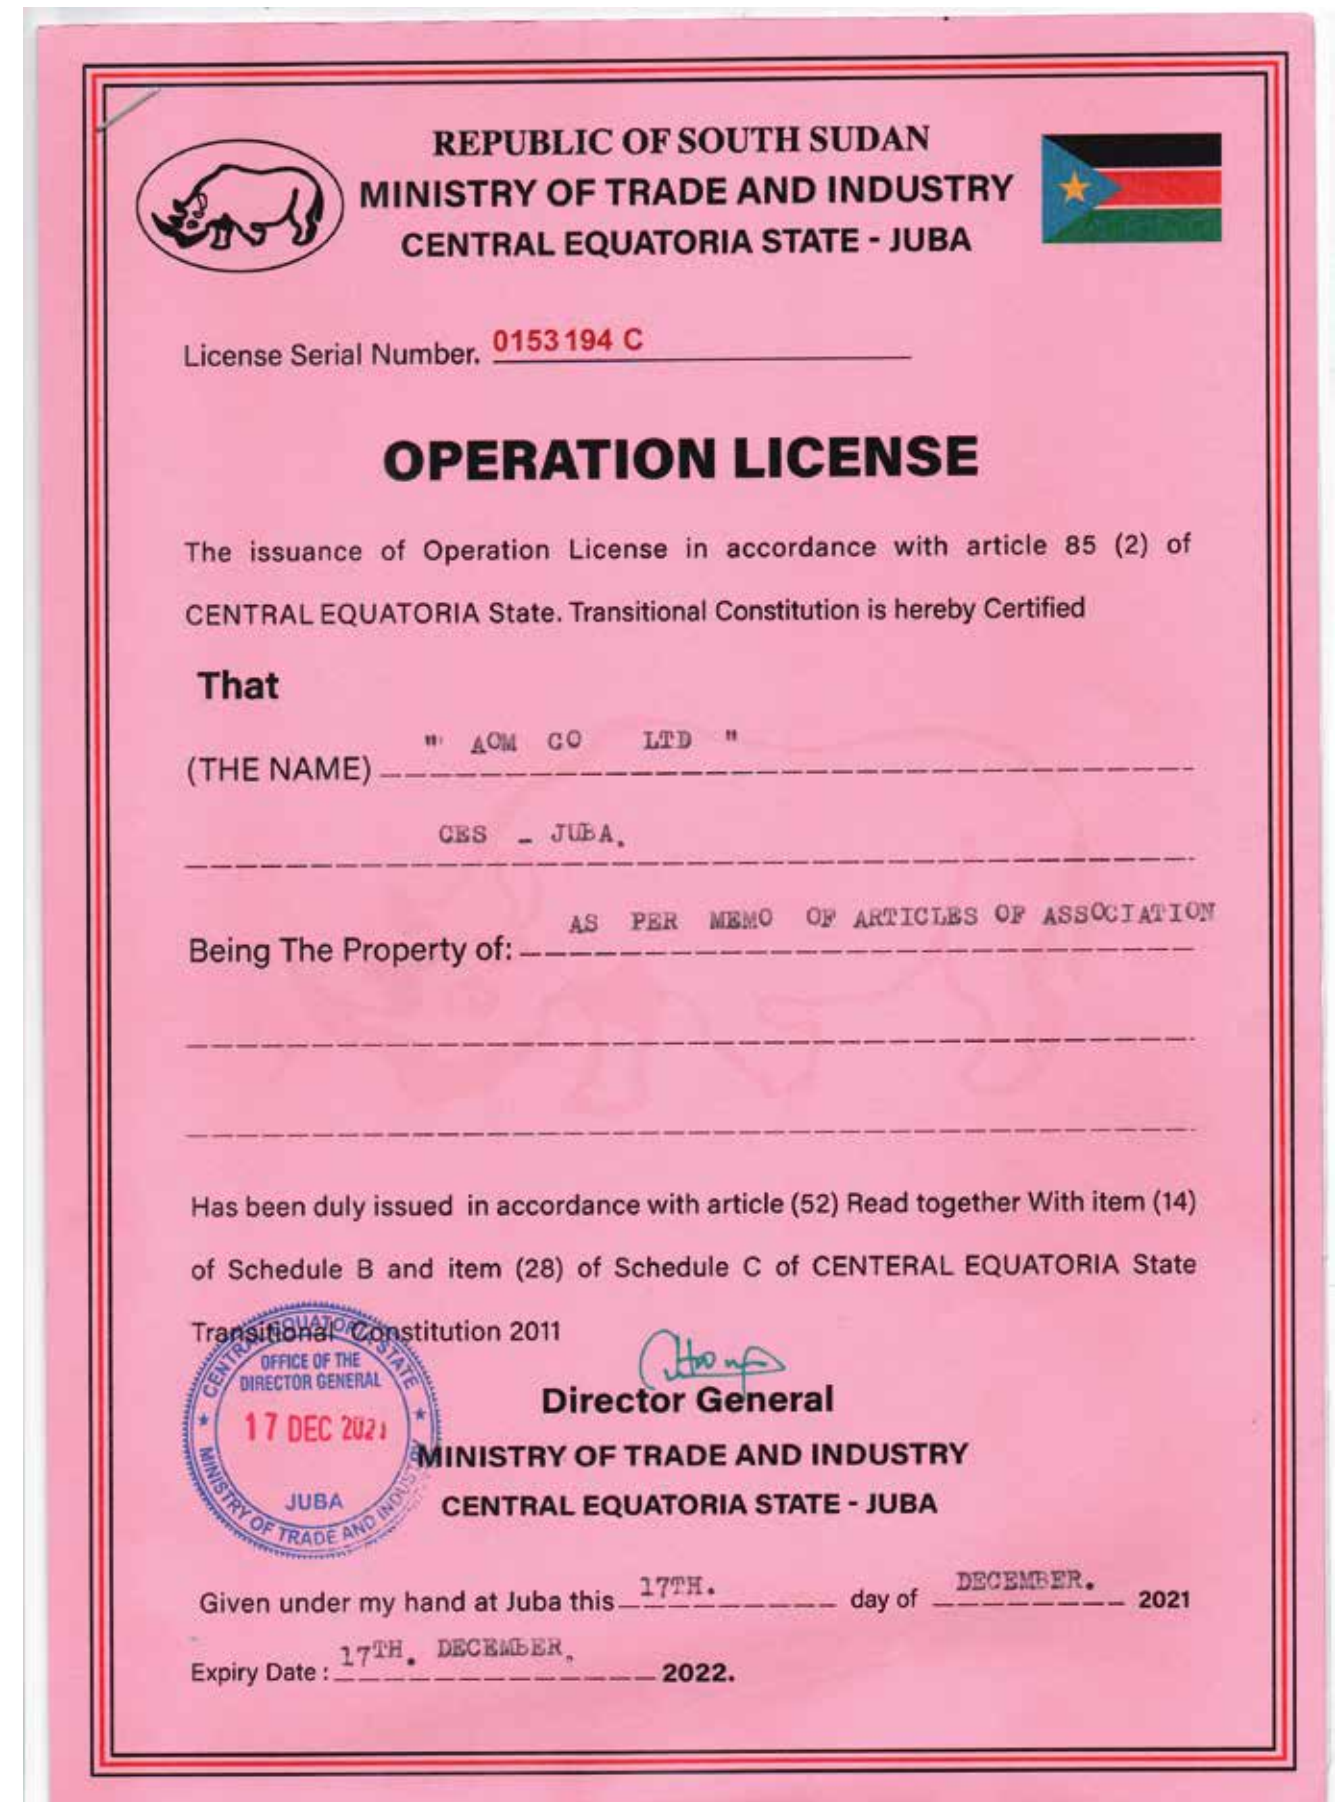 REPUBLIC OF SOUTH SUDAN
MINISTRY OF TRADE AND INDUSTRY
CENTRAL EQUATORIA STATE - JUBA
License Serial Number. 0153194 C
OPERATION LICENSE
The issuance of Operation License in accordance with article 85 (2) of
CENTRAL EQUATORIA State. Transitional Constitution is hereby Certified
That
(THE NAME) " AOM CO LTD "
CES - JUBA.
Being The Property of: AS PER MEMO OF ARTICLES OF ASSOCIATION
Has been duly issued in accordance with article (52) Read together With item (14)
of Schedule B and item (28) of Schedule C of CENTERAL EQUATORIA State
Transitional Constitution 2011
CENTRAL EQUATORIA STATE
OFFICE OF THE
DIRECTOR GENERAL
17 DEC 2021
JUBA
MINISTRY OF TRADE AND INDUSTRY
Director General
MINISTRY OF TRADE AND INDUSTRY
CENTRAL EQUATORIA STATE - JUBA
Given under my hand at Juba this 17TH. day of DECEMBER. 2021
Expiry Date : 17TH. DECEMBER. 2022.